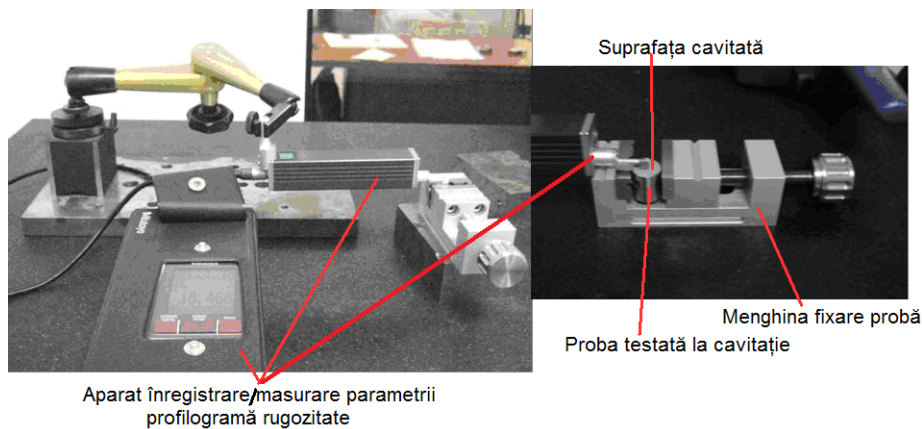 Suprafața cavitată
Menghina fixare probă
Proba testată la cavitație
Aparat înregistrare/masurare parametrii
profilogramă rugozitate